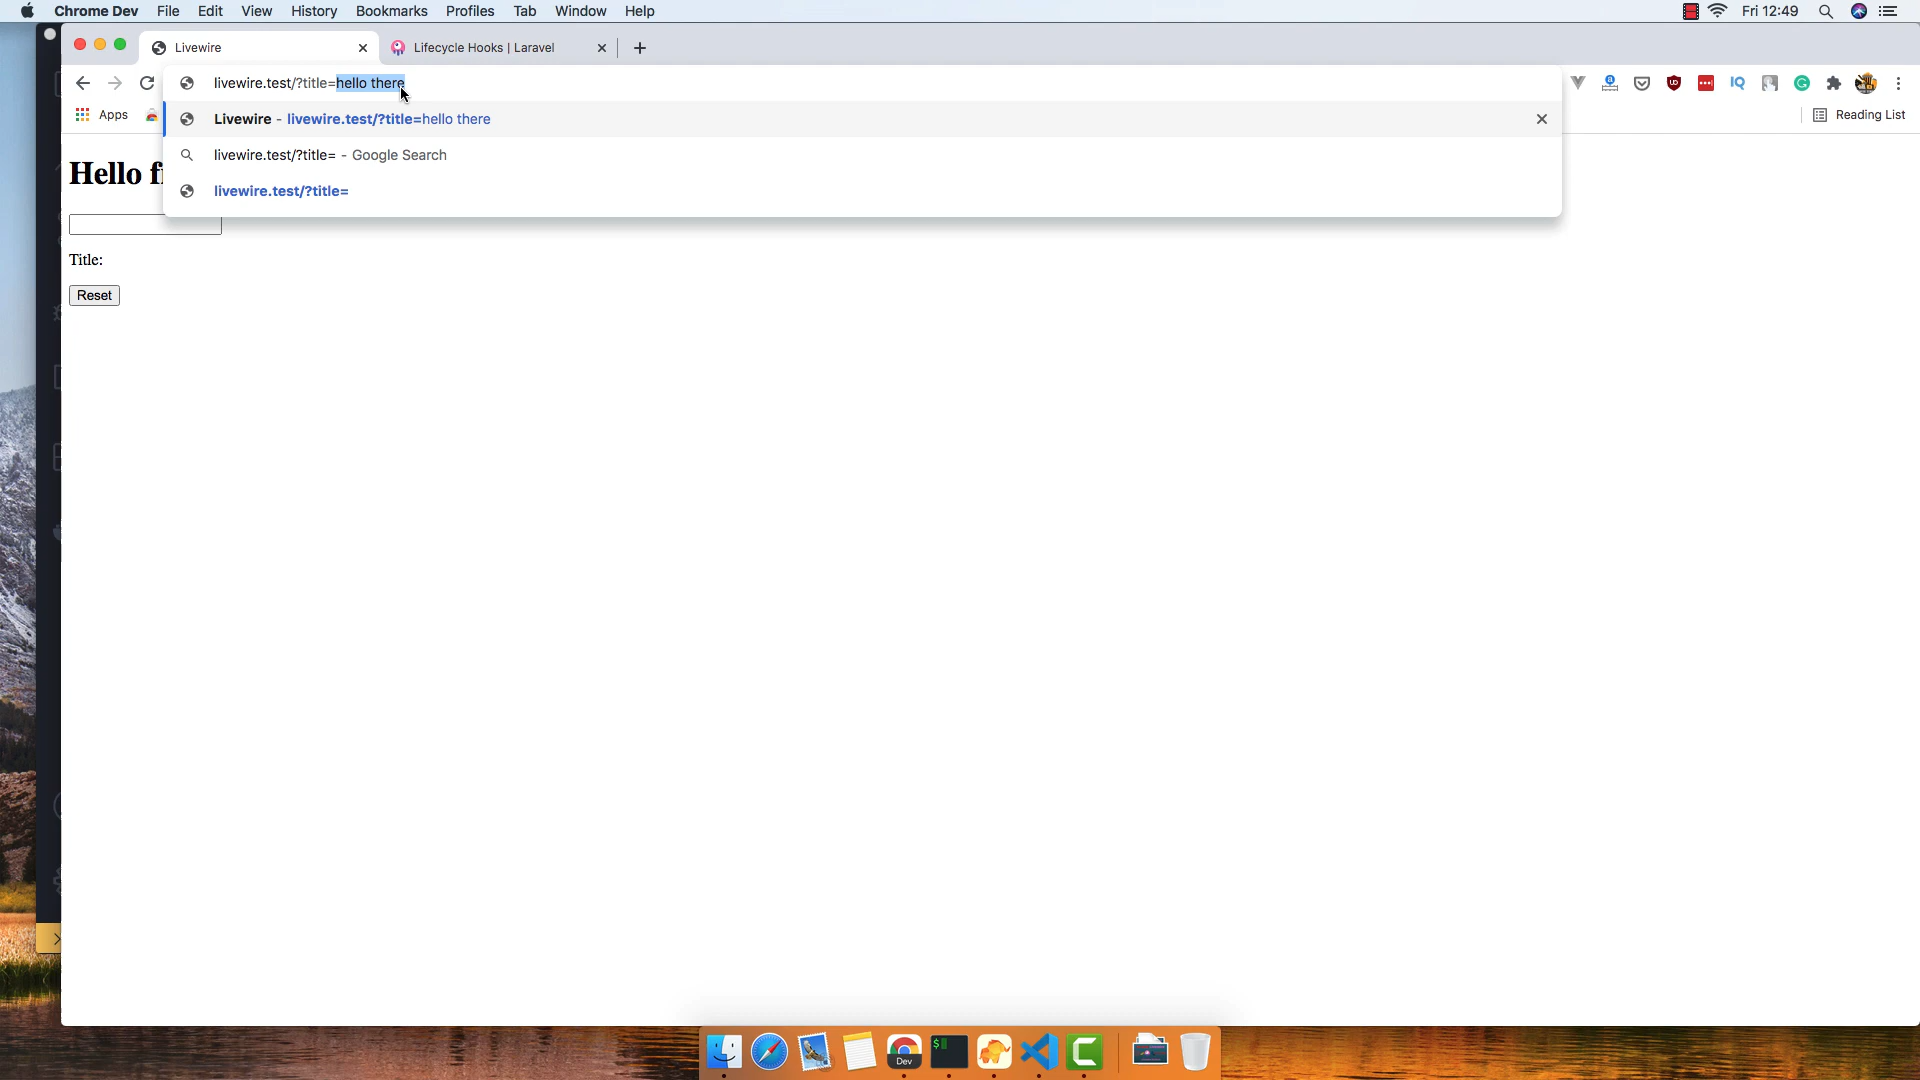 Chrome Dev File Edit View History Bookmarks Profiles Tab Window Help Fri 12:49
Livewire Lifecycle Hooks | Laravel
livewire.test/?title=hello there
Apps Livewire - livewire.test/?title=hello there Reading List
livewire.test/?title= - Google Search
Hello
livewire.test/?title=
Title:
Reset
Dev